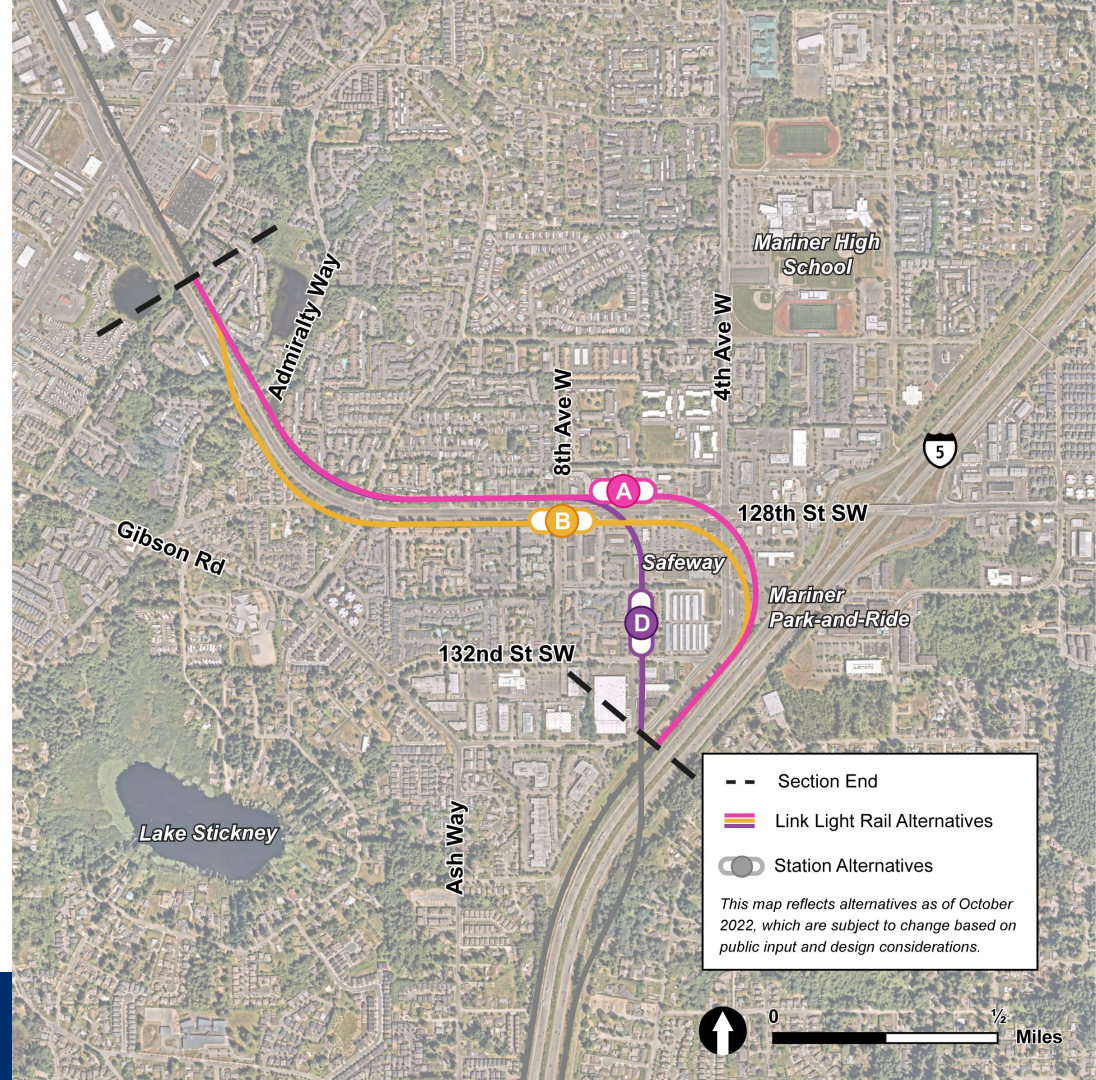 Mariner High
School
Admiralty Way
4th Ave W
8th Ave W
5
A
128th St SW
B
Gibson Rd
Safeway
Mariner
Park-and-Ride
D
132nd St SW
Section End
Link Light Rail Alternatives
Lake Stickney
Ash Way
Station Alternatives
This map reflects alternatives as of October
2022, which are subject to change based on
public input and design considerations.
0 ½
Miles